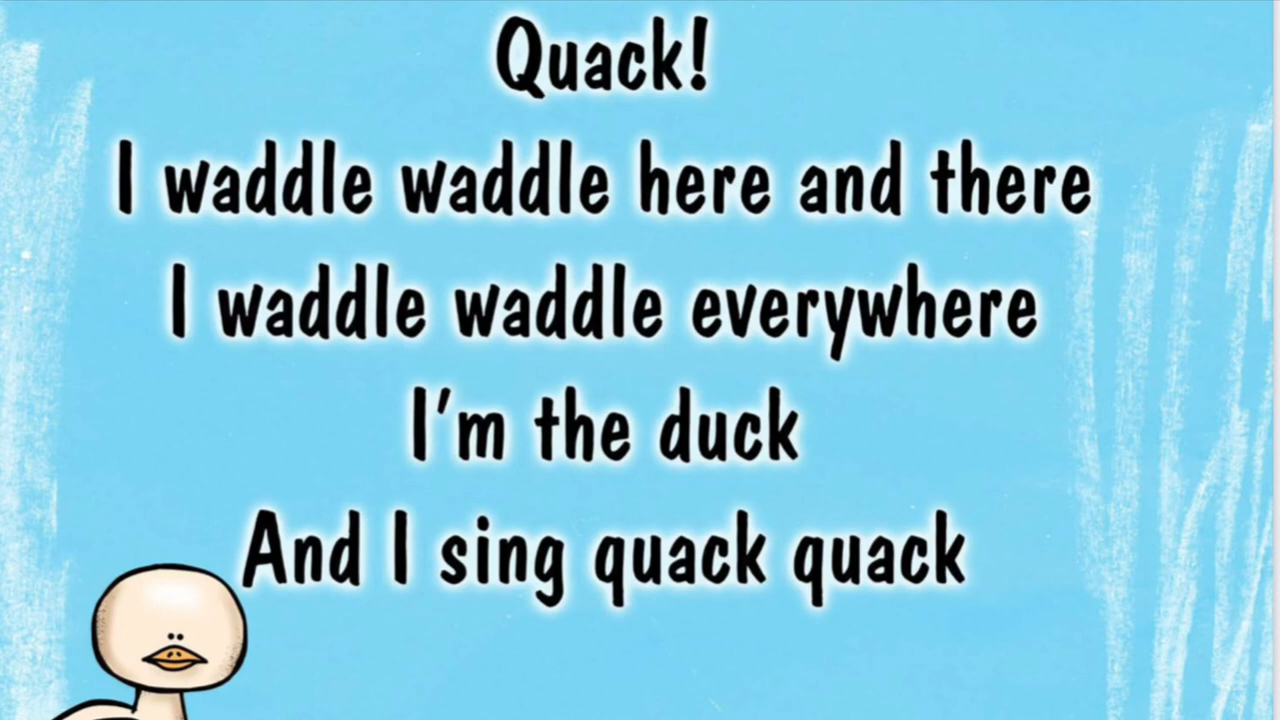 Quack!
I waddle waddle here and there
I waddle waddle everywhere
I'm the duck
And I sing quack quack